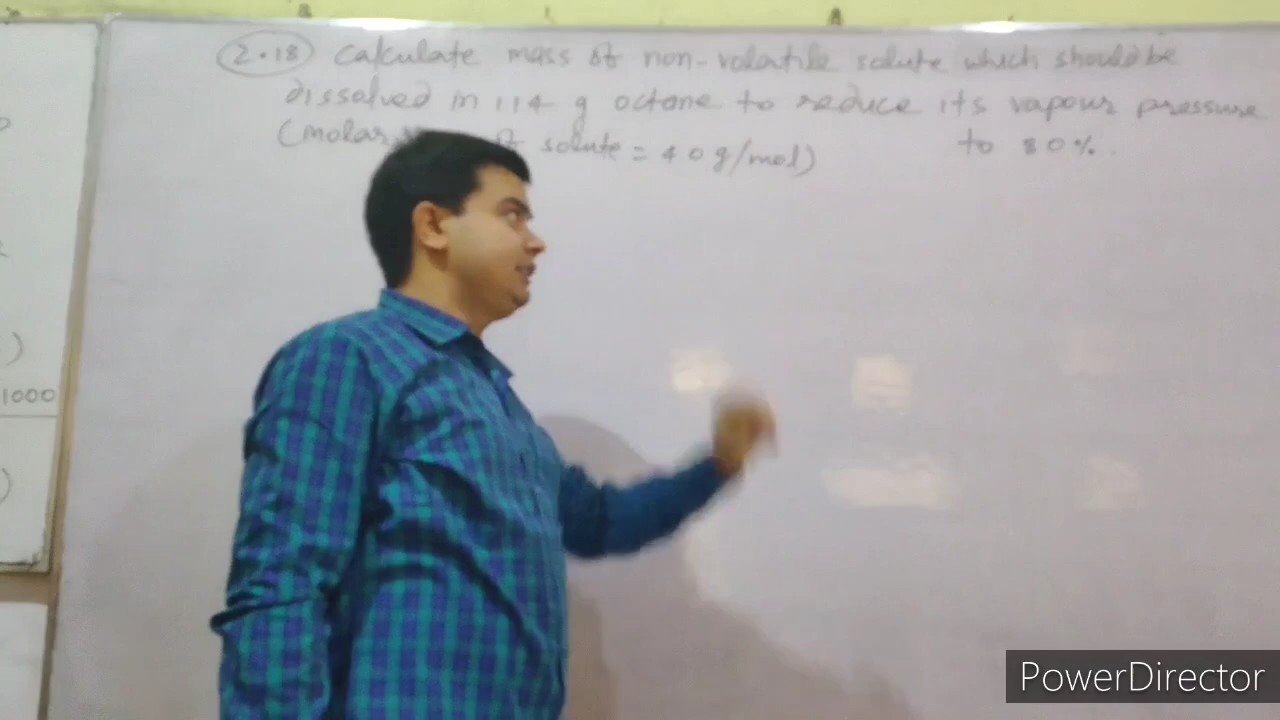 2.18 Calculate mass of non-volatile solute which should be
dissolved in 114 g octane to reduce its vapour pressure
(molar of solute = 40 g/mol) to 80%.
1000
)
)
PowerDirector